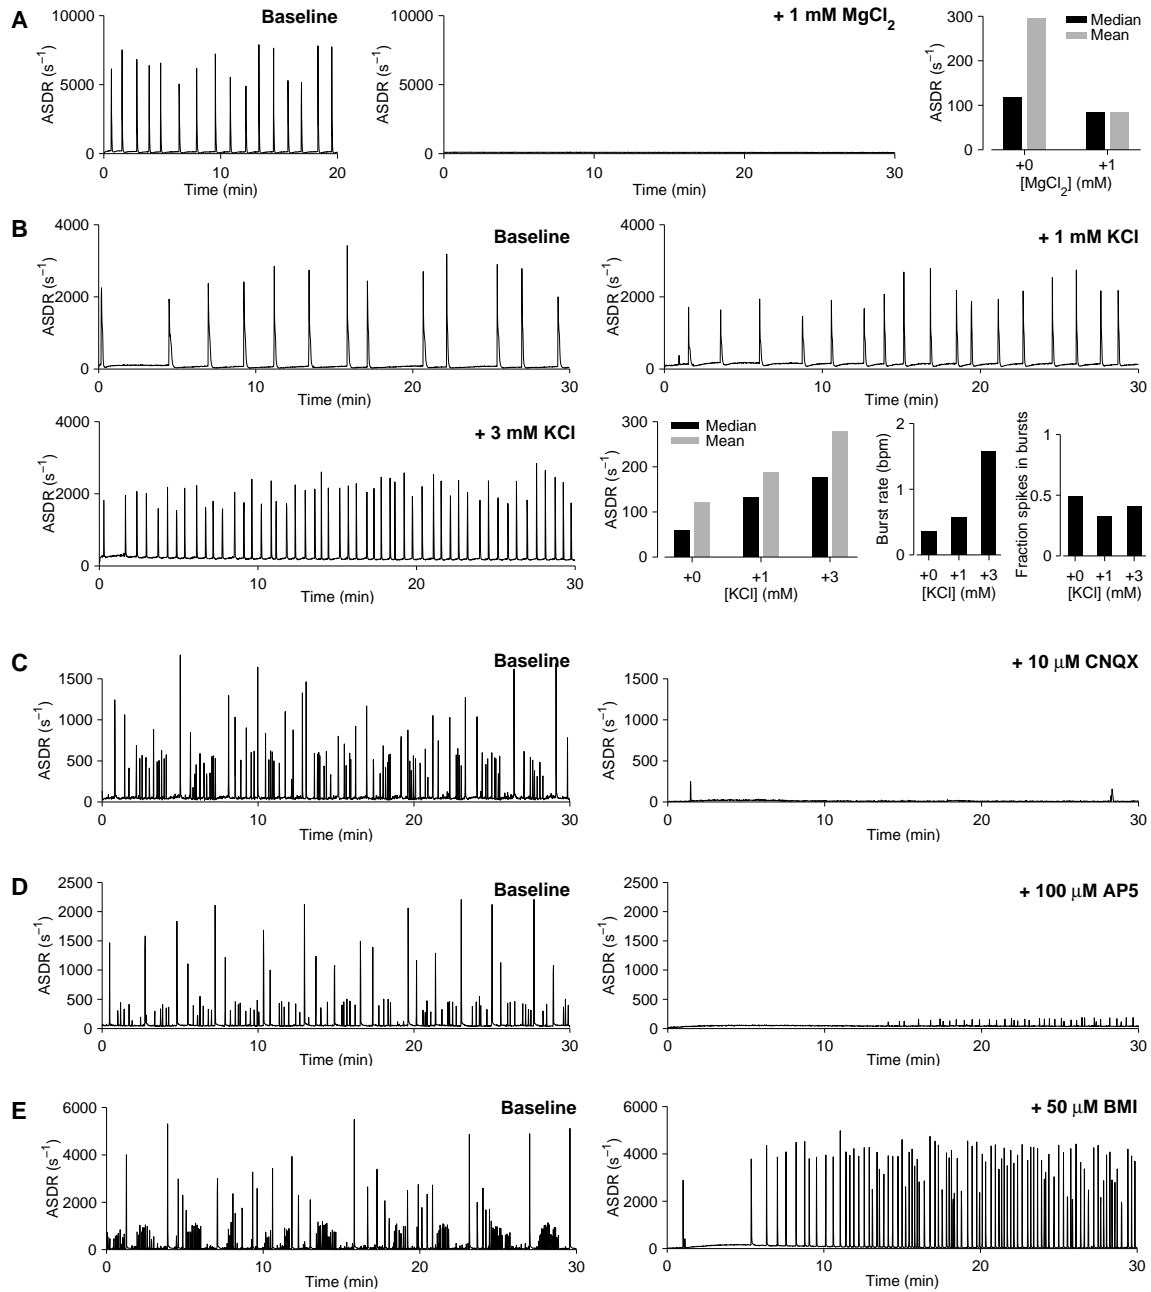 A
Baseline
10000
5000
0
ASDR (s⁻¹)
0 10 20
Time (min)
+ 1 mM MgCl₂
10000
5000
0
ASDR (s⁻¹)
0 10 20 30
Time (min)
Median
Mean
300
200
100
0
ASDR (s⁻¹)
+0 +1
[MgCl₂] (mM)
B
Baseline
4000
2000
0
ASDR (s⁻¹)
0 10 20 30
Time (min)
+ 1 mM KCl
4000
2000
0
ASDR (s⁻¹)
0 10 20 30
Time (min)
+ 3 mM KCl
4000
2000
0
ASDR (s⁻¹)
0 10 20 30
Time (min)
Median
Mean
300
200
100
0
ASDR (s⁻¹)
+0 +1 +3
[KCl] (mM)
2
1
0
Burst rate (bpm)
+0 +1 +3
[KCl] (mM)
1
0.5
0
Fraction spikes in bursts
+0 +1 +3
[KCl] (mM)
C
Baseline
1500
1000
500
0
ASDR (s⁻¹)
0 10 20 30
Time (min)
+ 10 μM CNQX
1500
1000
500
0
ASDR (s⁻¹)
0 10 20 30
Time (min)
D
Baseline
2500
2000
1500
1000
500
0
ASDR (s⁻¹)
0 10 20 30
Time (min)
+ 100 μM AP5
2500
2000
1500
1000
500
0
ASDR (s⁻¹)
0 10 20 30
Time (min)
E
Baseline
6000
4000
2000
0
ASDR (s⁻¹)
0 10 20 30
Time (min)
+ 50 μM BMI
6000
4000
2000
0
ASDR (s⁻¹)
0 10 20 30
Time (min)